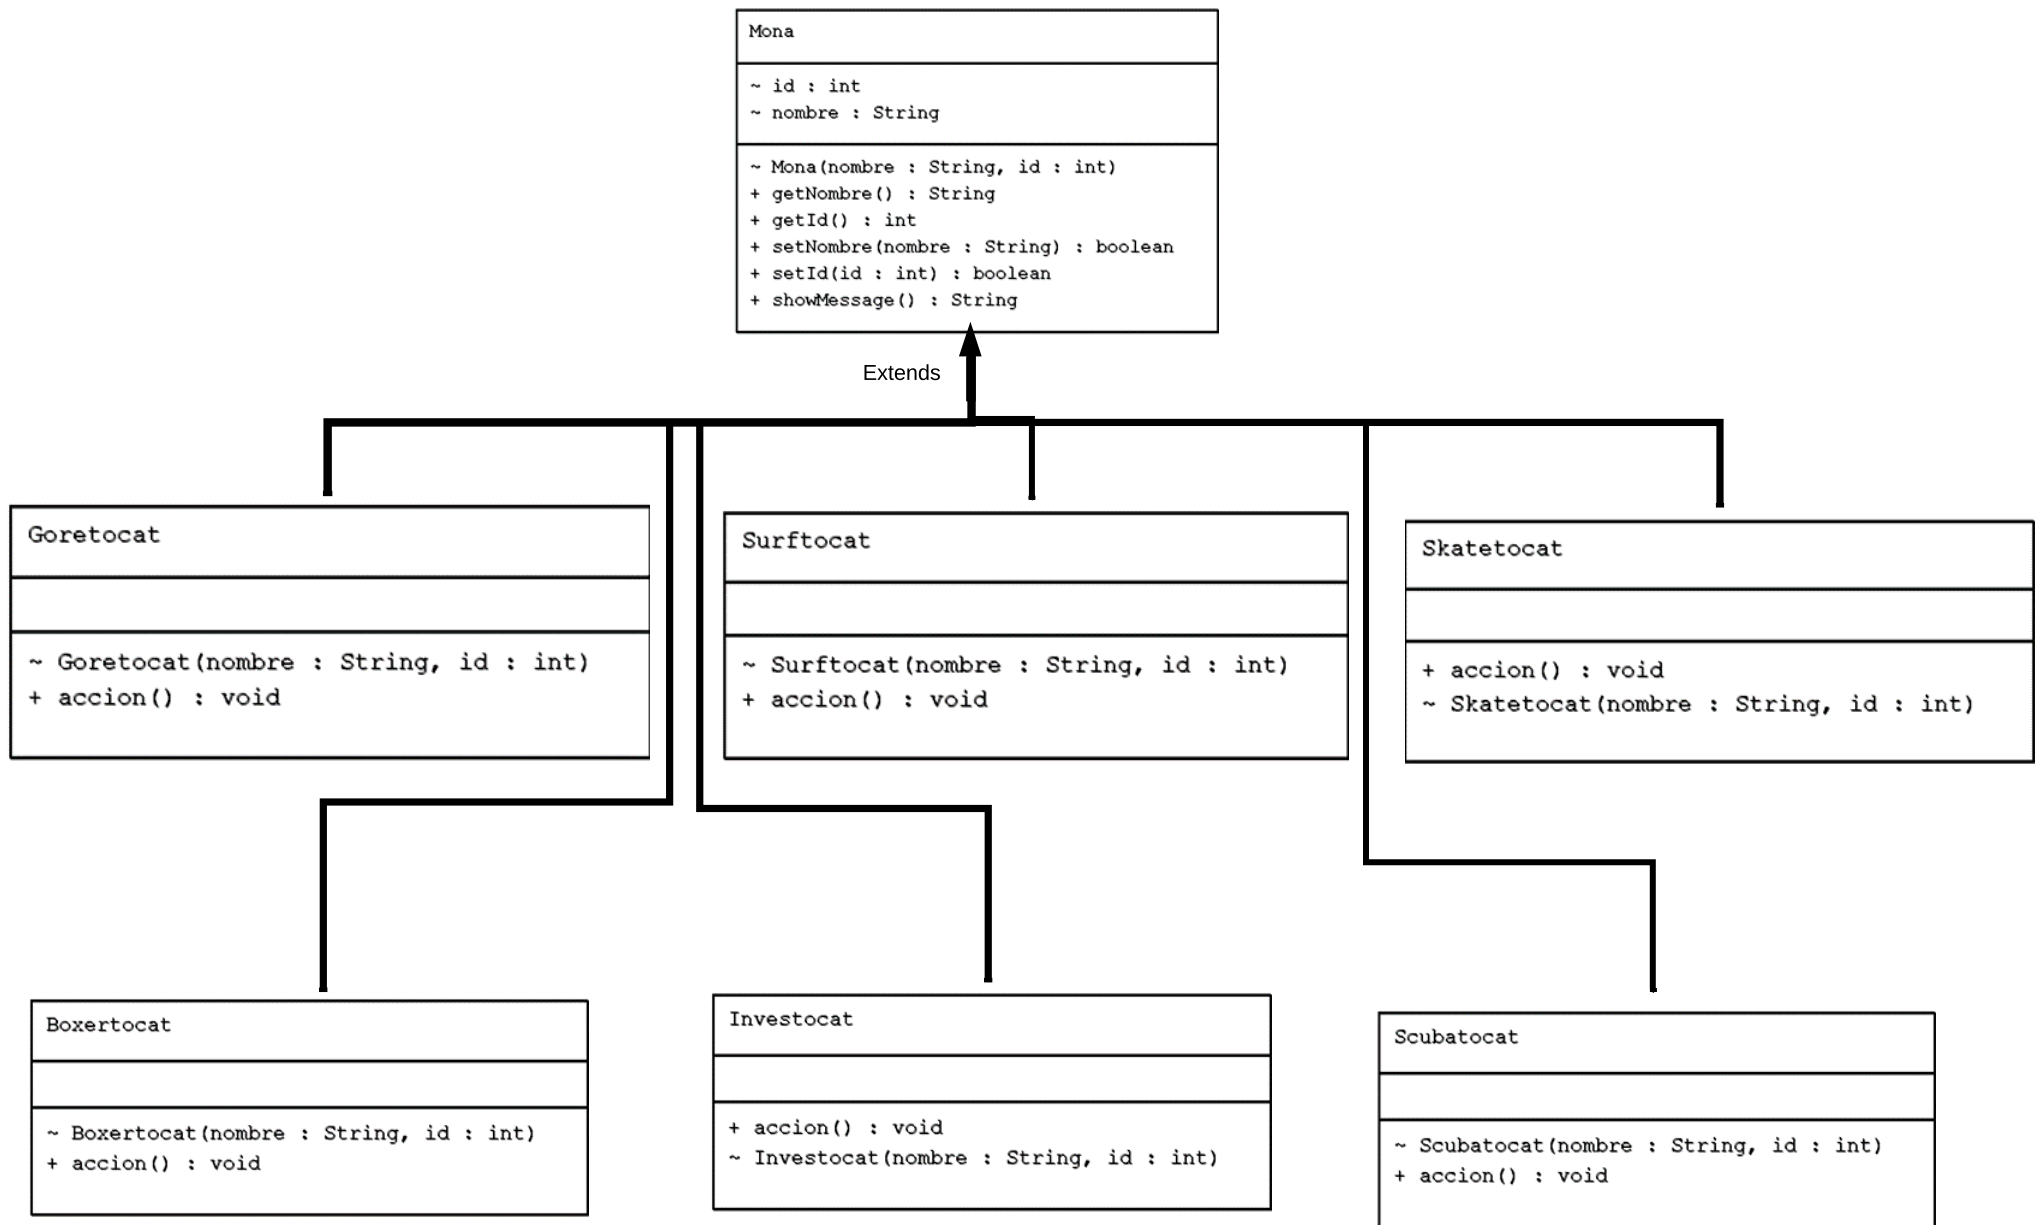 Mona
~ id : int
~ nombre : String
~ Mona(nombre : String, id : int)
+ getNombre() : String
+ getId() : int
+ setNombre(nombre : String) : boolean
+ setId(id : int) : boolean
+ showMessage() : String
Extends
Goretocat
~ Goretocat(nombre : String, id : int)
+ accion() : void
Surftocat
~ Surftocat(nombre : String, id : int)
+ accion() : void
Skatetocat
+ accion() : void
~ Skatetocat(nombre : String, id : int)
Boxertocat
~ Boxertocat(nombre : String, id : int)
+ accion() : void
Investocat
+ accion() : void
~ Investocat(nombre : String, id : int)
Scubatocat
~ Scubatocat(nombre : String, id : int)
+ accion() : void